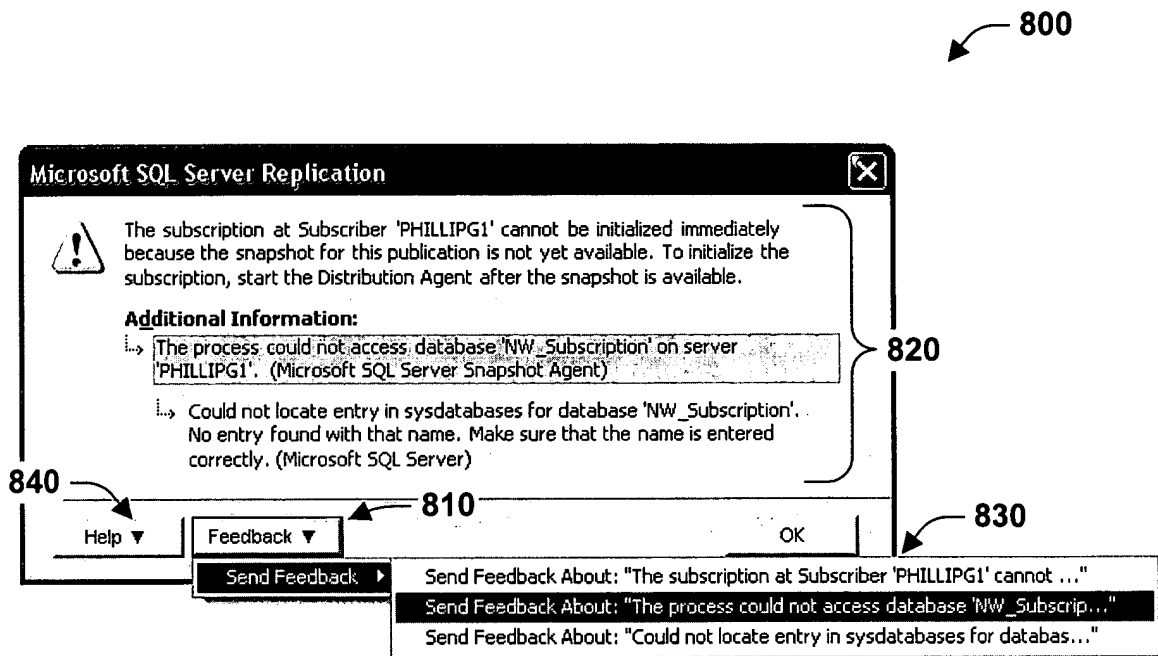 800
Microsoft SQL Server Replication
The subscription at Subscriber 'PHILLIPG1' cannot be initialized immediately
because the snapshot for this publication is not yet available. To initialize the
subscription, start the Distribution Agent after the snapshot is available.
Additional Information:
The process could not access database 'NW_Subscription' on server
'PHILLIPG1'. (Microsoft SQL Server Snapshot Agent)
820
Could not locate entry in sysdatabases for database 'NW_Subscription'.
No entry found with that name. Make sure that the name is entered
correctly. (Microsoft SQL Server)
840
810
830
Help ▼
Feedback ▼
OK
Send Feedback
Send Feedback About: "The subscription at Subscriber 'PHILLIPG1' cannot ..."
Send Feedback About: "The process could not access database 'NW_Subscrip..."
Send Feedback About: "Could not locate entry in sysdatabases for databas..."